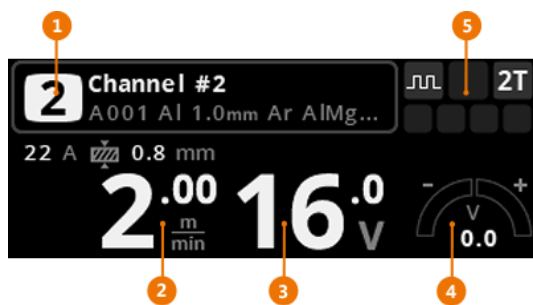 1
5
2
Channel #2
2T
A001 Al 1.0mm Ar AlMg...
22 A 0.8 mm
2.00 m/min
16.0 V
- +
V
0.0
2
3
4